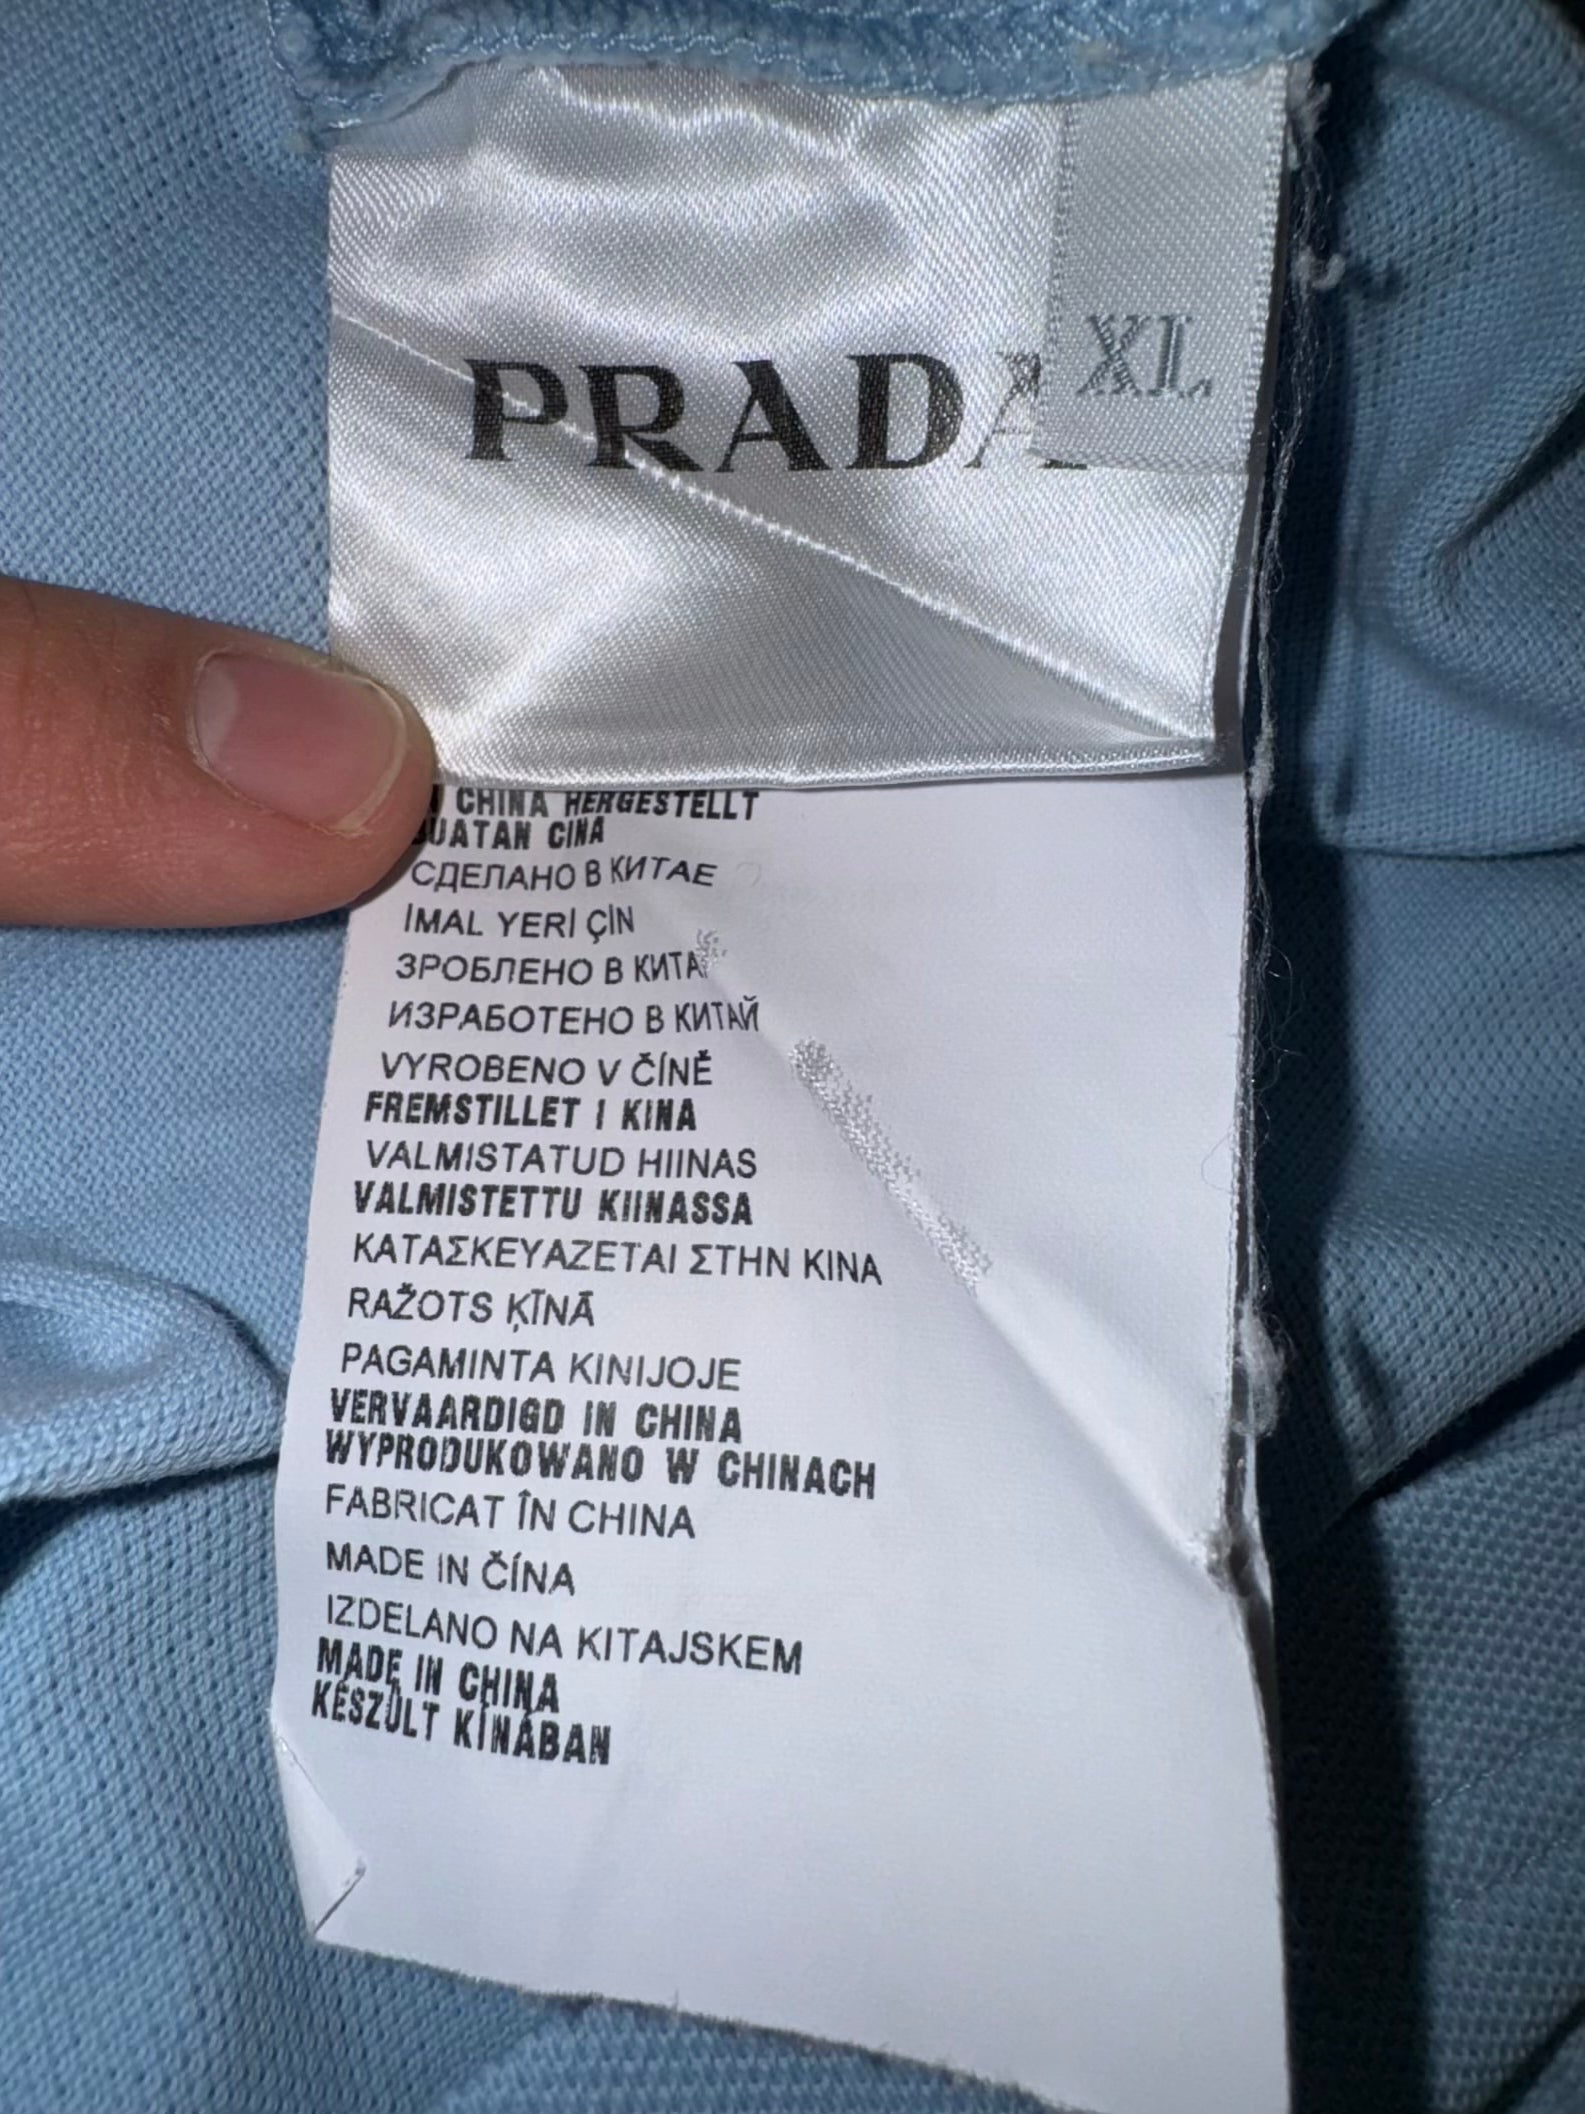 PRADA
XL
CHINA HERGESTELLT
BUATAN CINA
СДЕЛАНО В КИТАЕ
İMAL YERİ ÇİN
ЗРОБЛЕНО В КИТАЇ
ИЗРАБОТЕНО В КИТАЙ
VYROBENO V ČÍNĚ
FREMSTILLET I KINA
VALMISTATUD HIINAS
VALMISTETTU KIINASSA
ΚΑΤΑΣΚΕΥΑΖΕΤΑΙ ΣΤΗΝ ΚΙΝΑ
RAŽOTS ĶĪNĀ
PAGAMINTA KINIJOJE
VERVAARDIGD IN CHINA
WYPRODUKOWANO W CHINACH
FABRICAT ÎN CHINA
MADE IN ČÍNA
IZDELANO NA KITAJSKEM
MADE IN CHINA
KÉSZÜLT KÍNÁBAN